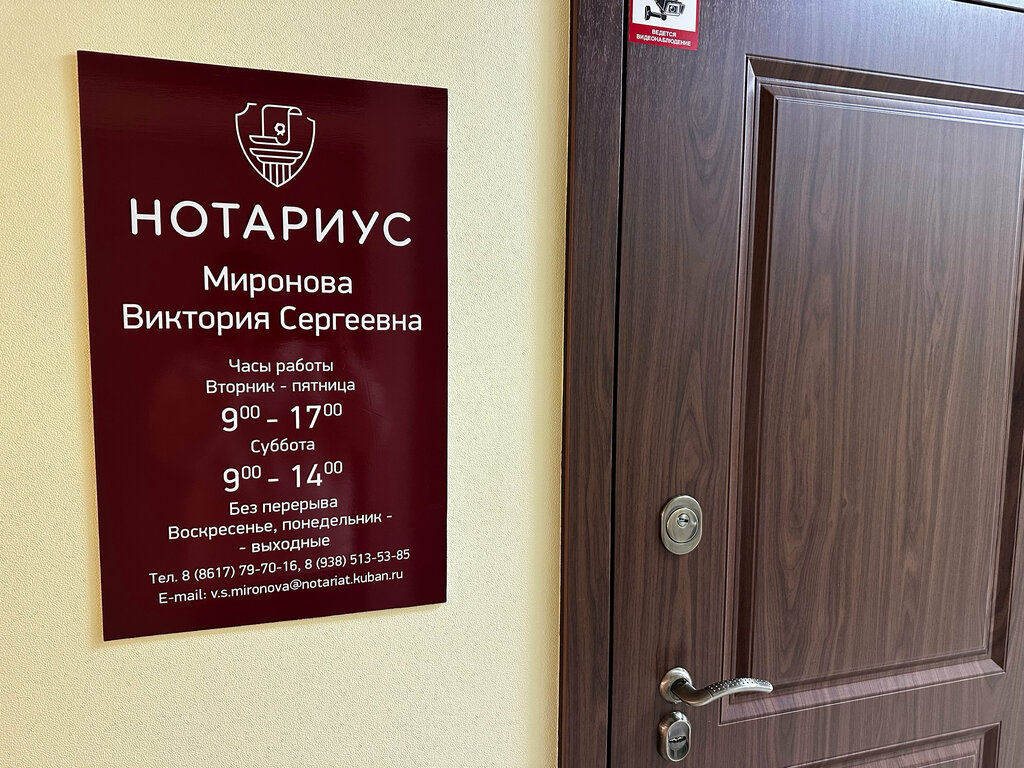 ВЕДЕТСЯ
ВИДЕОНАБЛЮДЕНИЕ
НОТАРИУС
Миронова
Виктория Сергеевна
Часы работы
Вторник - пятница
9⁰⁰ - 17⁰⁰
Суббота
9⁰⁰ - 14⁰⁰
Без перерыва
Воскресенье, понедельник -
- выходные
Тел. 8 (8617) 79-70-16, 8 (938) 513-53-85
E-mail: v.s.mironova@notariat.kuban.ru